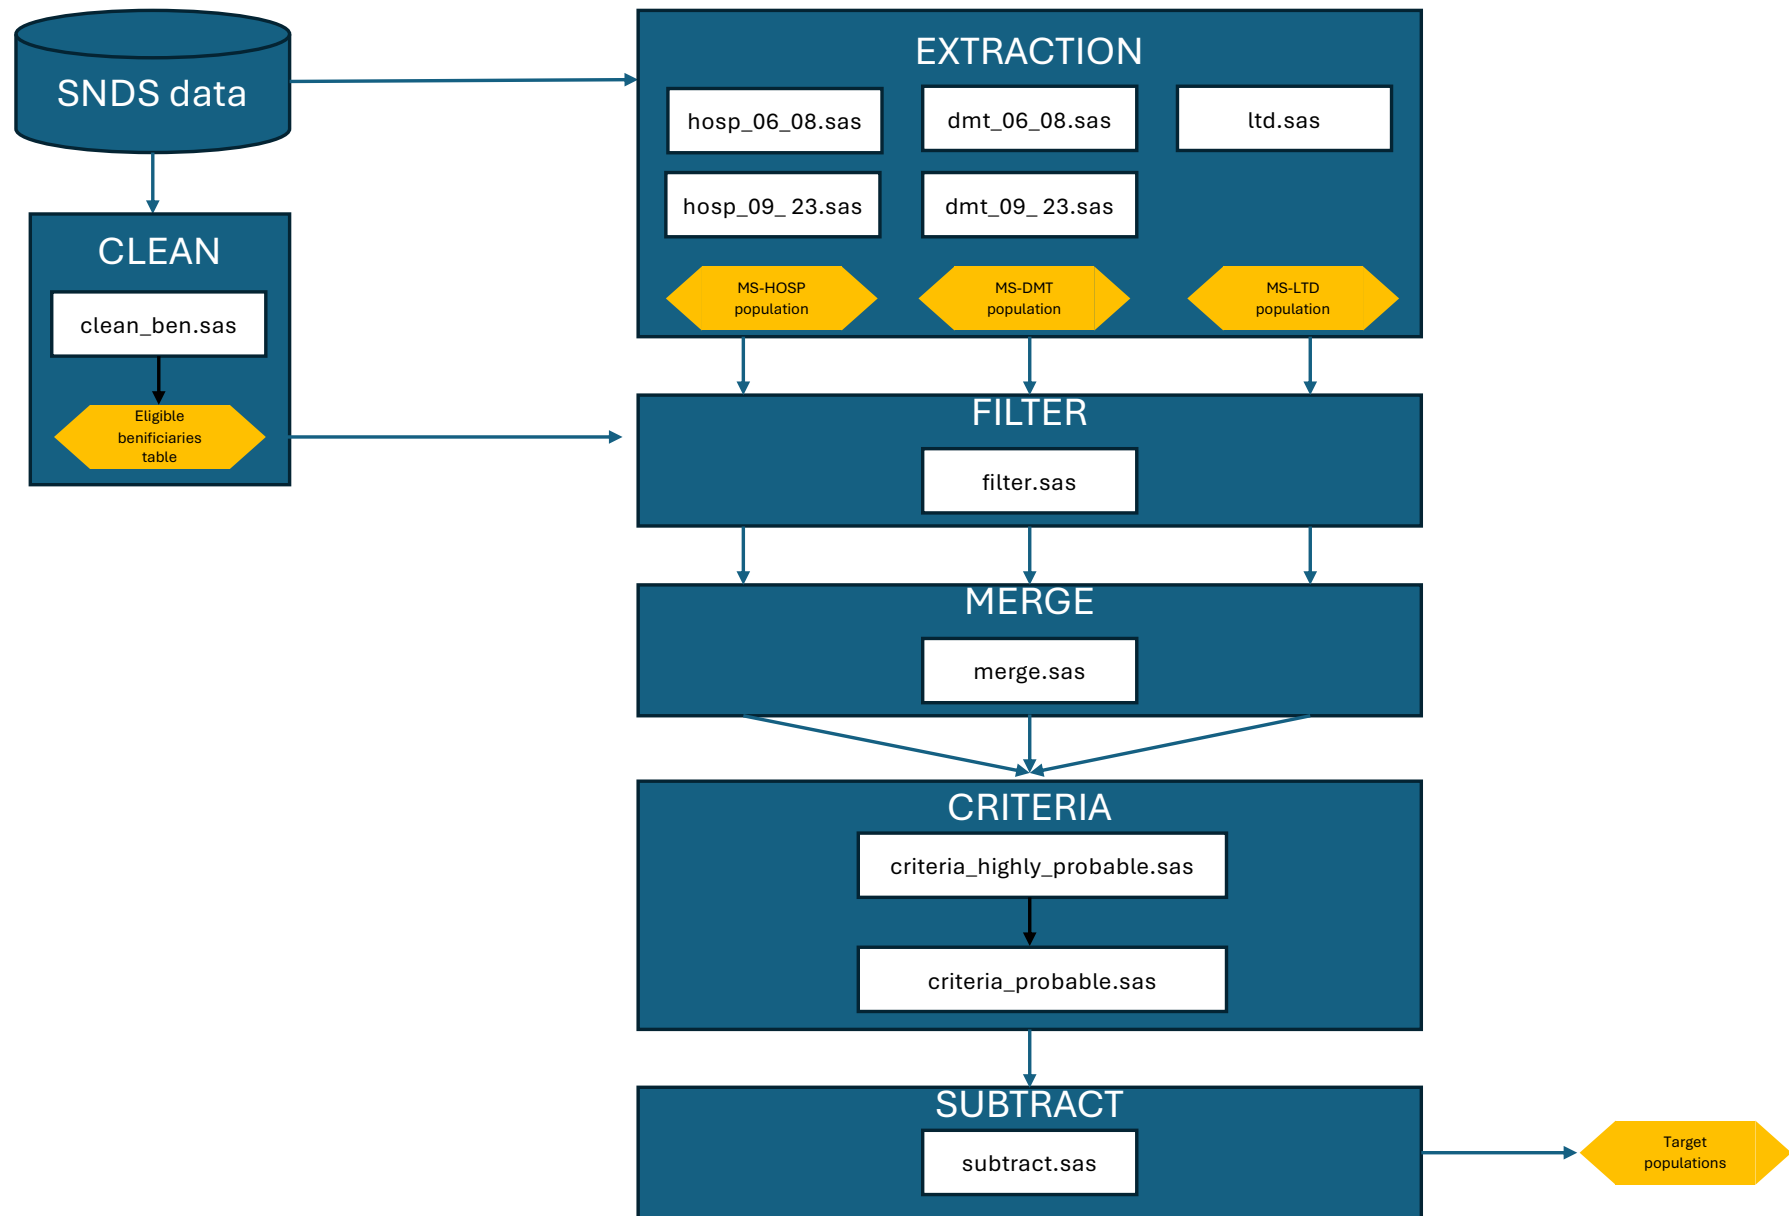 SNDS data
EXTRACTION
hosp_06_08.sas
dmt_06_08.sas
ltd.sas
hosp_09_ 23.sas
dmt_09_ 23.sas
MS-HOSP
population
MS-DMT
population
MS-LTD
population
CLEAN
clean_ben.sas
Eligible
benificiaries
table
FILTER
filter.sas
MERGE
merge.sas
CRITERIA
criteria_highly_probable.sas
criteria_probable.sas
SUBTRACT
subtract.sas
Target
populations